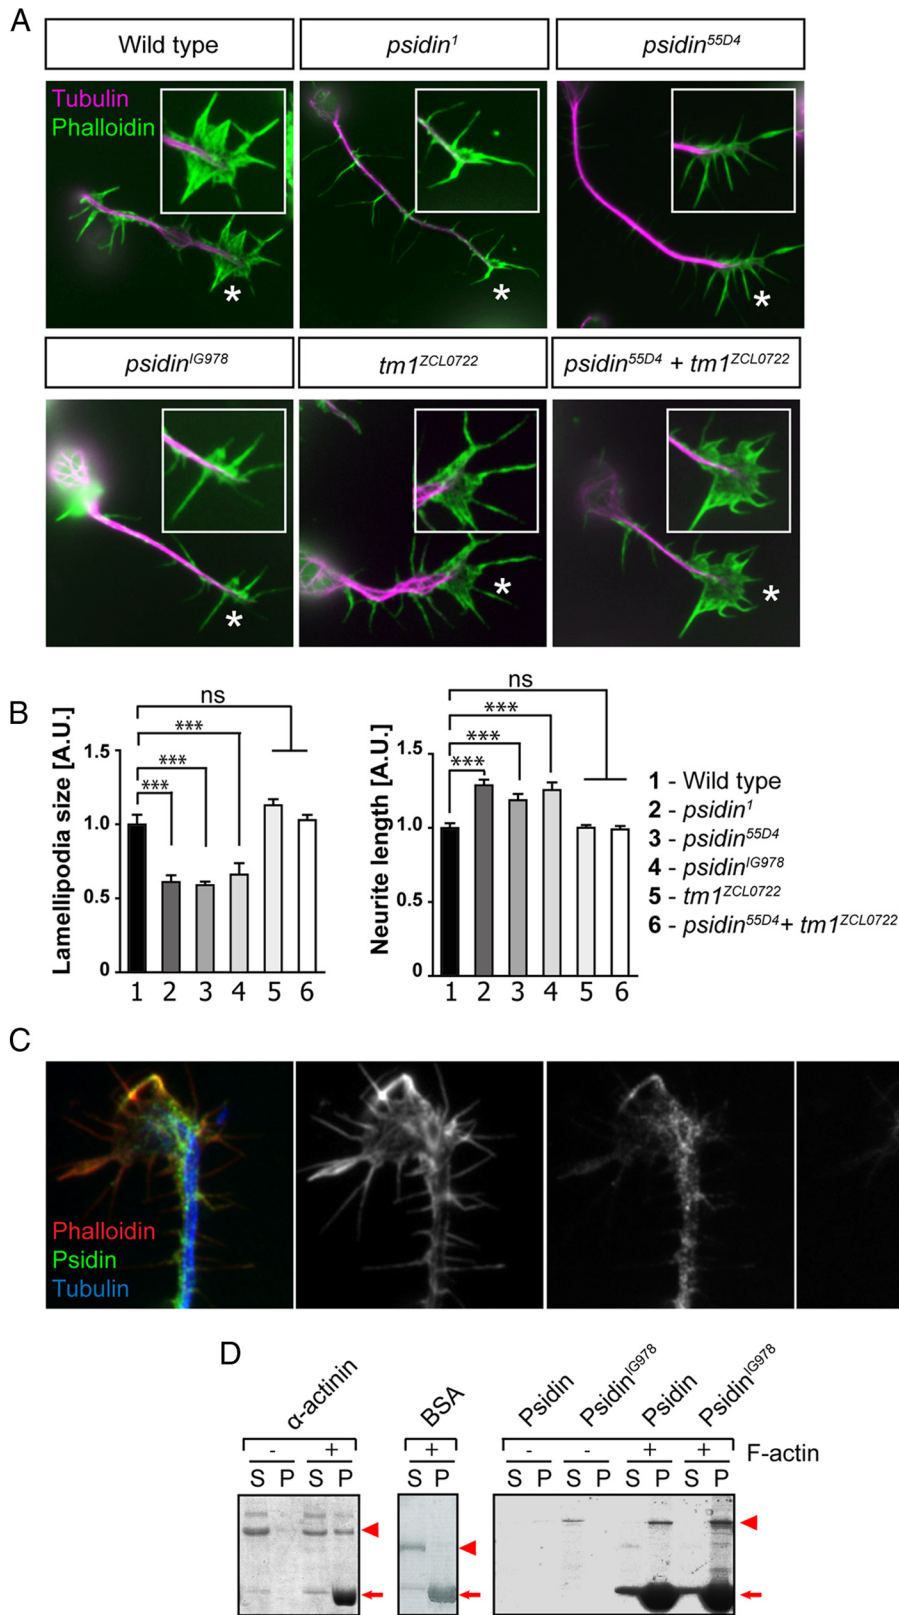 A
Wild type
psidin¹
psidin⁵⁵ᴰ⁴
Tubulin
Phalloidin
*
*
*
psidinᴵᴳ⁹⁷⁸
tm1ᶻᶜᴸ⁰⁷²²
psidin⁵⁵ᴰ⁴ + tm1ᶻᶜᴸ⁰⁷²²
*
*
*
B
Lamellipodia size [A.U.]
1.5
1.0
0.5
0
ns
***
***
***
1 2 3 4 5 6
Neurite length [A.U.]
1.5
1.0
0.5
0
ns
***
***
***
1 2 3 4 5 6
1 - Wild type
2 - psidin¹
3 - psidin⁵⁵ᴰ⁴
4 - psidinᴵᴳ⁹⁷⁸
5 - tm1ᶻᶜᴸ⁰⁷²²
6 - psidin⁵⁵ᴰ⁴+ tm1ᶻᶜᴸ⁰⁷²²
C
Phalloidin
Psidin
Tubulin
D
α-actinin
BSA
Psidin
Psidinᴵᴳ⁹⁷⁸
Psidin
Psidinᴵᴳ⁹⁷⁸
- + + - - + + F-actin
S P S P S P S P S P S P S P